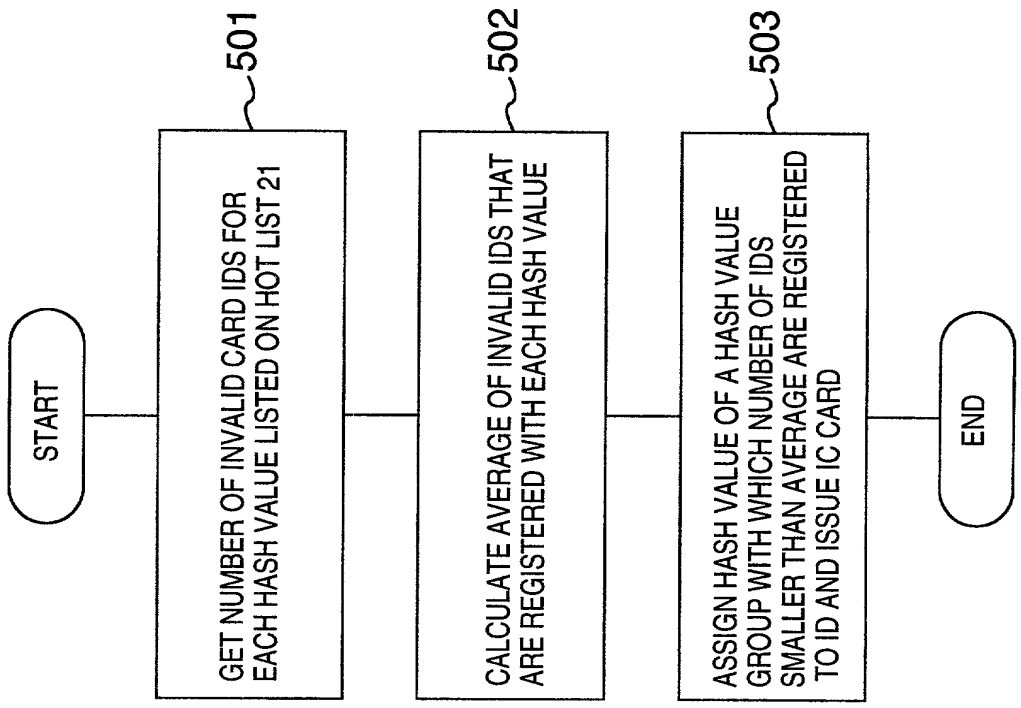 START
501
GET NUMBER OF INVALID CARD IDS FOR
EACH HASH VALUE LISTED ON HOT LIST 21
502
CALCULATE AVERAGE OF INVALID IDS THAT
ARE REGISTERED WITH EACH HASH VALUE
503
ASSIGN HASH VALUE OF A HASH VALUE
GROUP WITH WHICH NUMBER OF IDS
SMALLER THAN AVERAGE ARE REGISTERED
TO ID AND ISSUE IC CARD
END